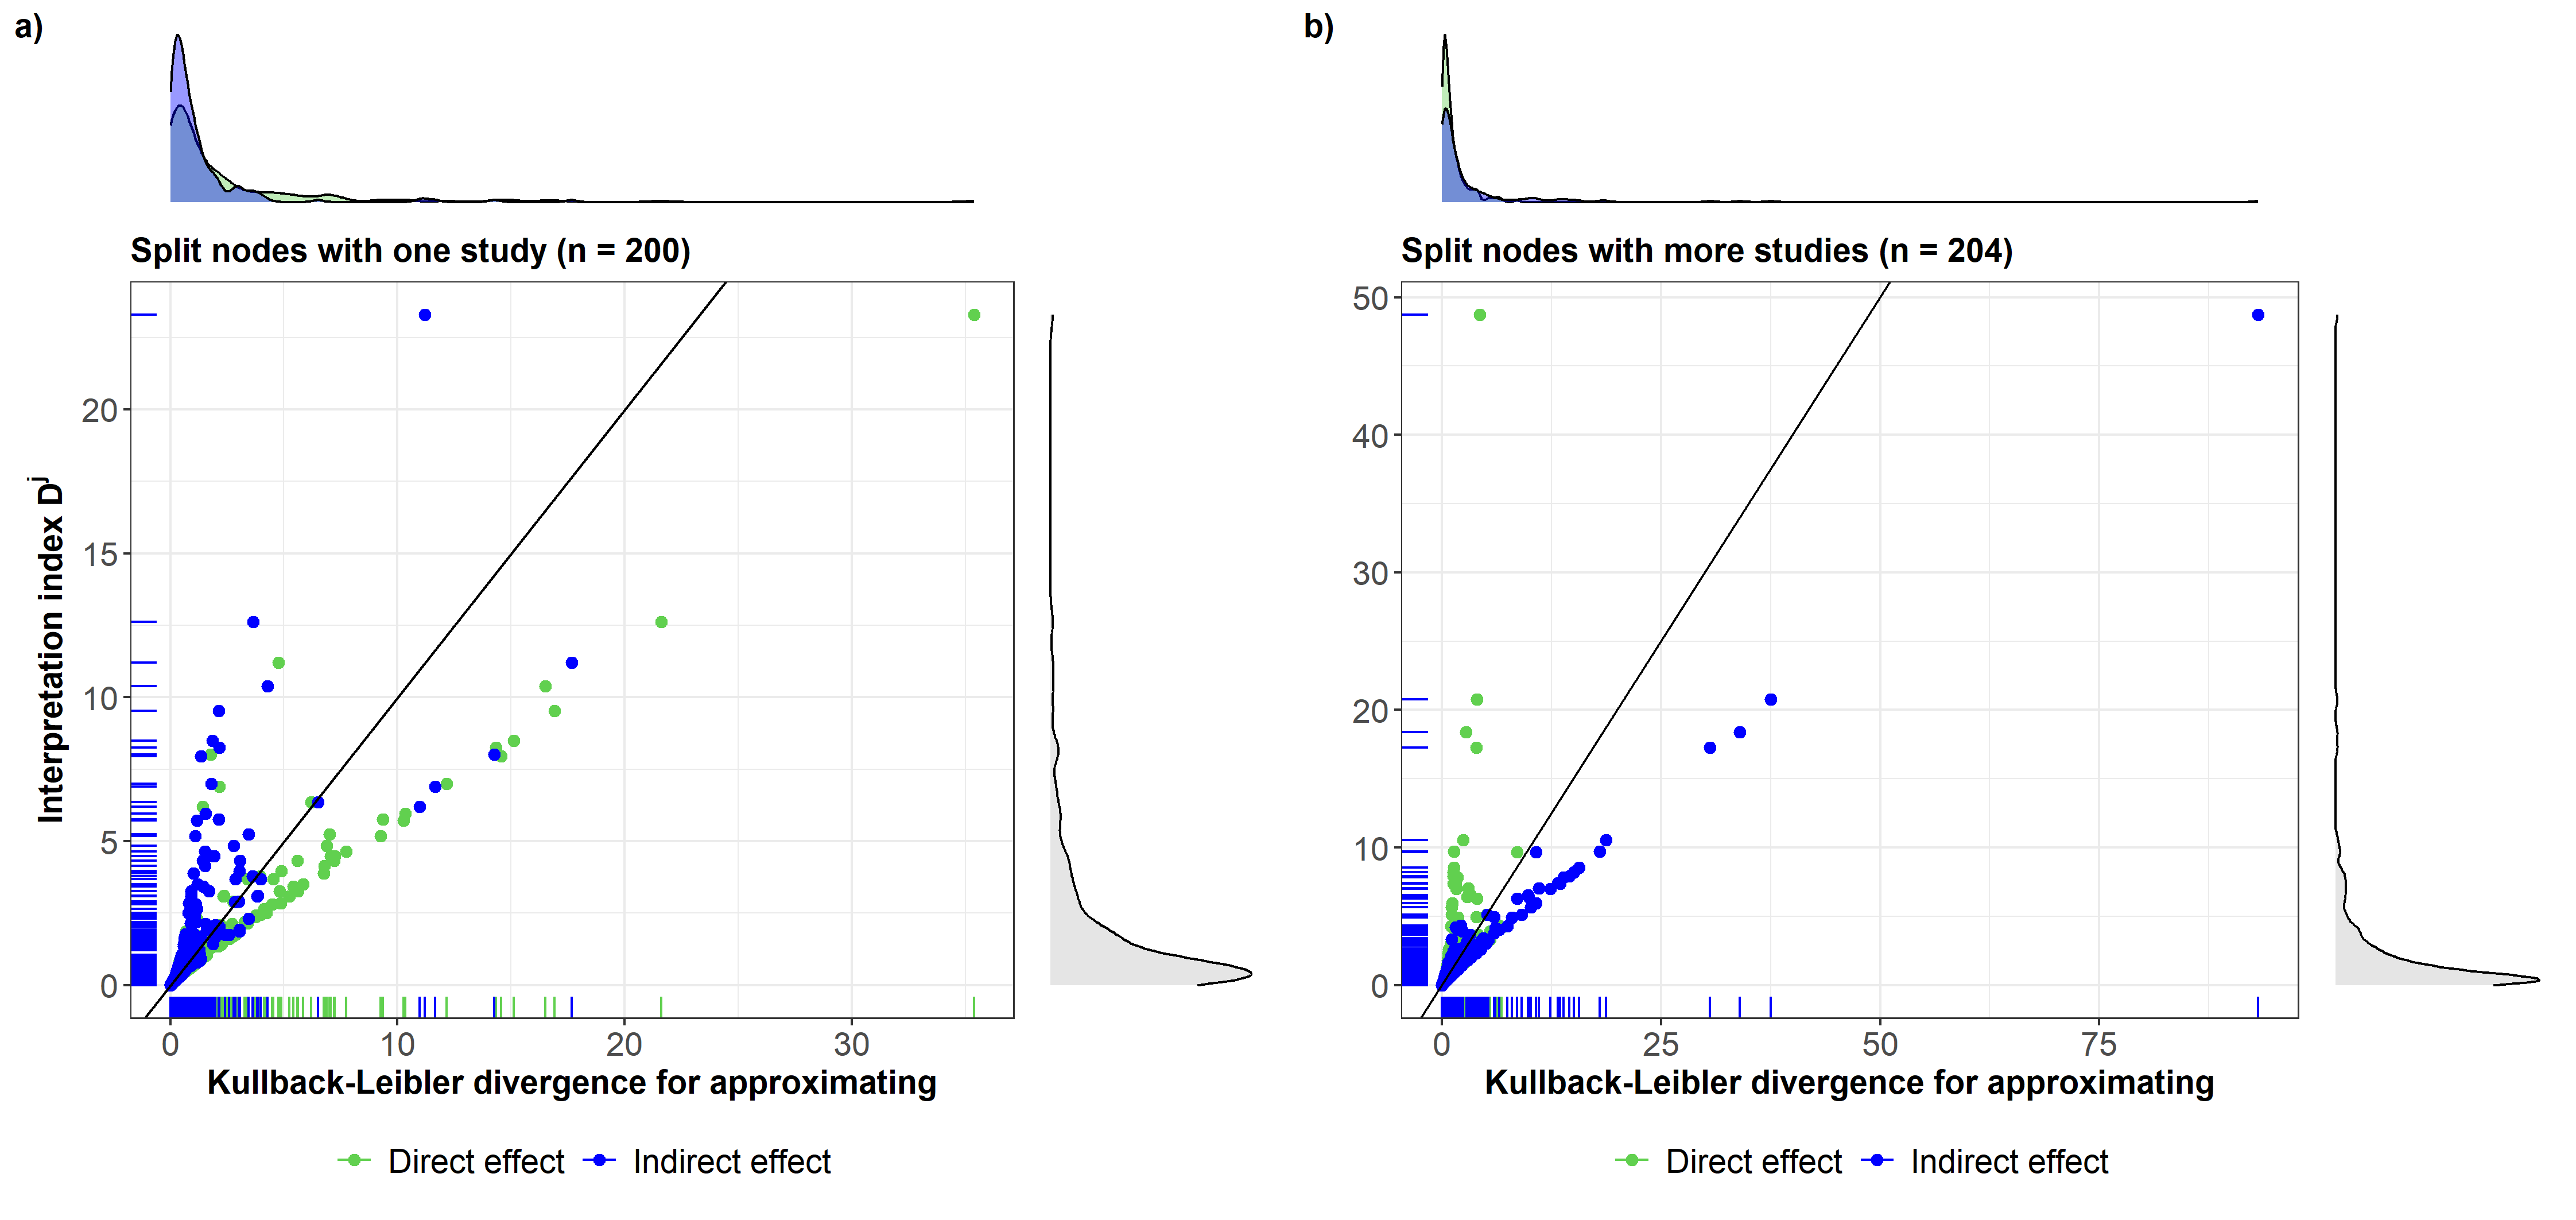 a)
Split nodes with one study (n = 200)
Interpretation index Dʲ
20
15
10
5
0
0
10
20
30
Kullback-Leibler divergence for approximating
Direct effect
Indirect effect
b)
Split nodes with more studies (n = 204)
50
40
30
20
10
0
0
25
50
75
Kullback-Leibler divergence for approximating
Direct effect
Indirect effect